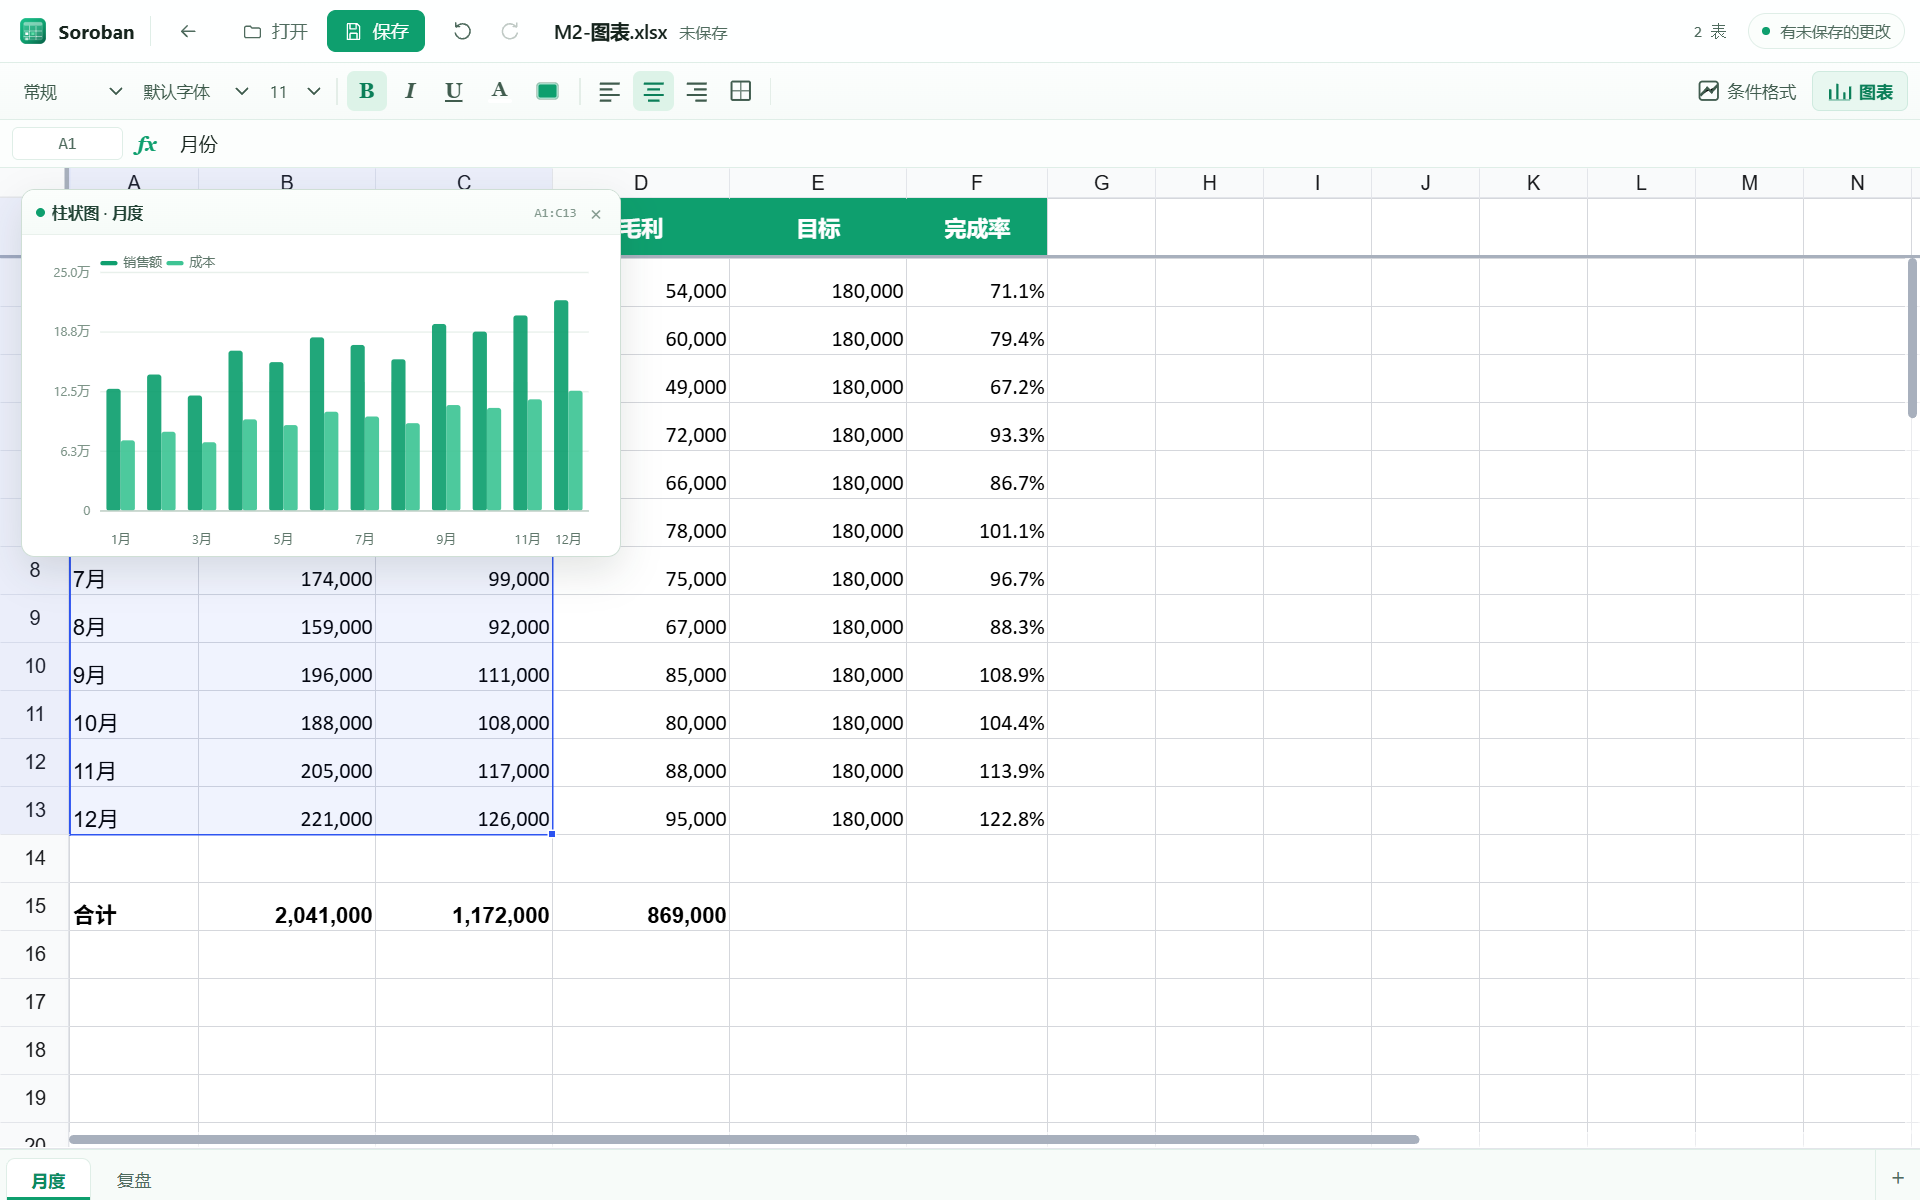 Soroban
打开
保存
M2-图表.xlsx 未保存
2 表
有未保存的更改
常规
默认字体
11
B I U A
条件格式
图表
A1
fx
月份
A B C D E F G H I J K L M N
柱状图 · 月度
A1:C13 ×
销售额 成本
25.0万
18.8万
12.5万
6.3万
0
1月 3月 5月 7月 9月 11月 12月
毛利 目标 完成率
54,000 180,000 71.1%
60,000 180,000 79.4%
49,000 180,000 67.2%
72,000 180,000 93.3%
66,000 180,000 86.7%
78,000 180,000 101.1%
8 7月 174,000 99,000 75,000 180,000 96.7%
9 8月 159,000 92,000 67,000 180,000 88.3%
10 9月 196,000 111,000 85,000 180,000 108.9%
11 10月 188,000 108,000 80,000 180,000 104.4%
12 11月 205,000 117,000 88,000 180,000 113.9%
13 12月 221,000 126,000 95,000 180,000 122.8%
14
15 合计 2,041,000 1,172,000 869,000
16
17
18
19
20
月度 复盘 +